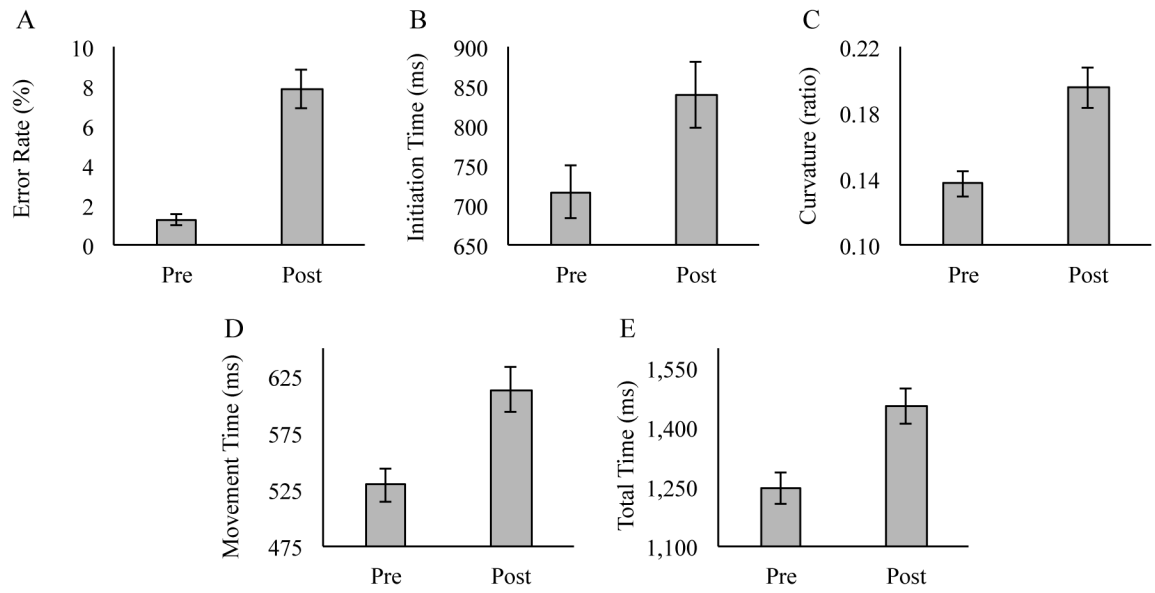 A
Error Rate (%)
10
8
6
4
2
0
Pre Post
B
Initiation Time (ms)
900
850
800
750
700
650
Pre Post
C
Curvature (ratio)
0.22
0.18
0.14
0.10
Pre Post
D
Movement Time (ms)
625
575
525
475
Pre Post
E
Total Time (ms)
1,550
1,400
1,250
1,100
Pre Post